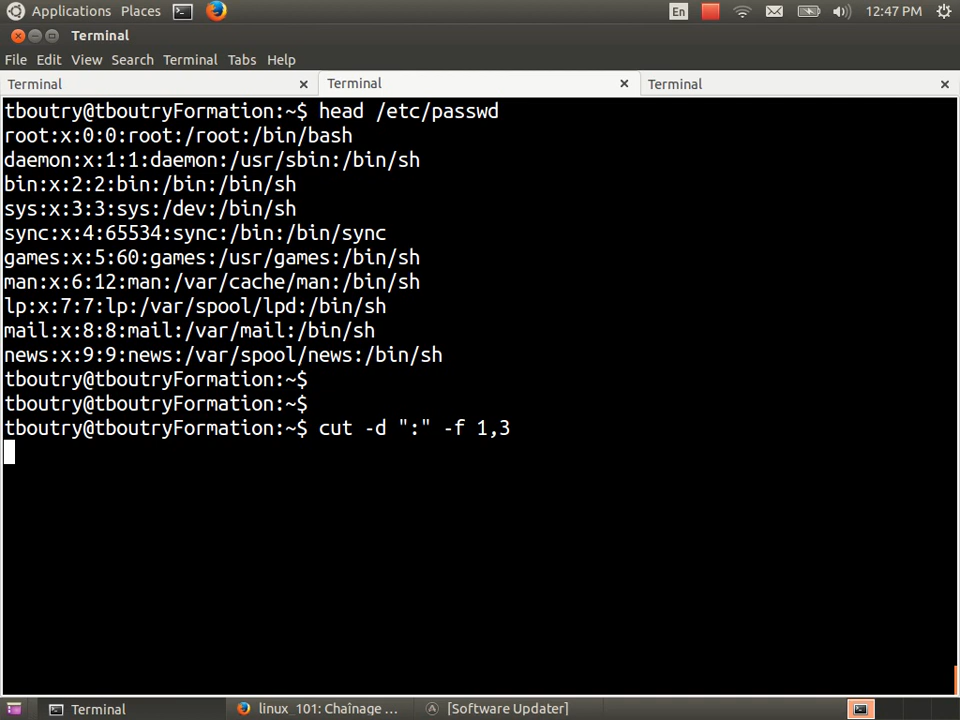 Applications Places En 12:47 PM
Terminal
File Edit View Search Terminal Tabs Help
Terminal Terminal Terminal
tboutry@tboutryFormation:~$ head /etc/passwd
root:x:0:0:root:/root:/bin/bash
daemon:x:1:1:daemon:/usr/sbin:/bin/sh
bin:x:2:2:bin:/bin:/bin/sh
sys:x:3:3:sys:/dev:/bin/sh
sync:x:4:65534:sync:/bin:/bin/sync
games:x:5:60:games:/usr/games:/bin/sh
man:x:6:12:man:/var/cache/man:/bin/sh
lp:x:7:7:lp:/var/spool/lpd:/bin/sh
mail:x:8:8:mail:/var/mail:/bin/sh
news:x:9:9:news:/var/spool/news:/bin/sh
tboutry@tboutryFormation:~$
tboutry@tboutryFormation:~$
tboutry@tboutryFormation:~$ cut -d ":" -f 1,3
Terminal linux_101: Chaînage ... [Software Updater]